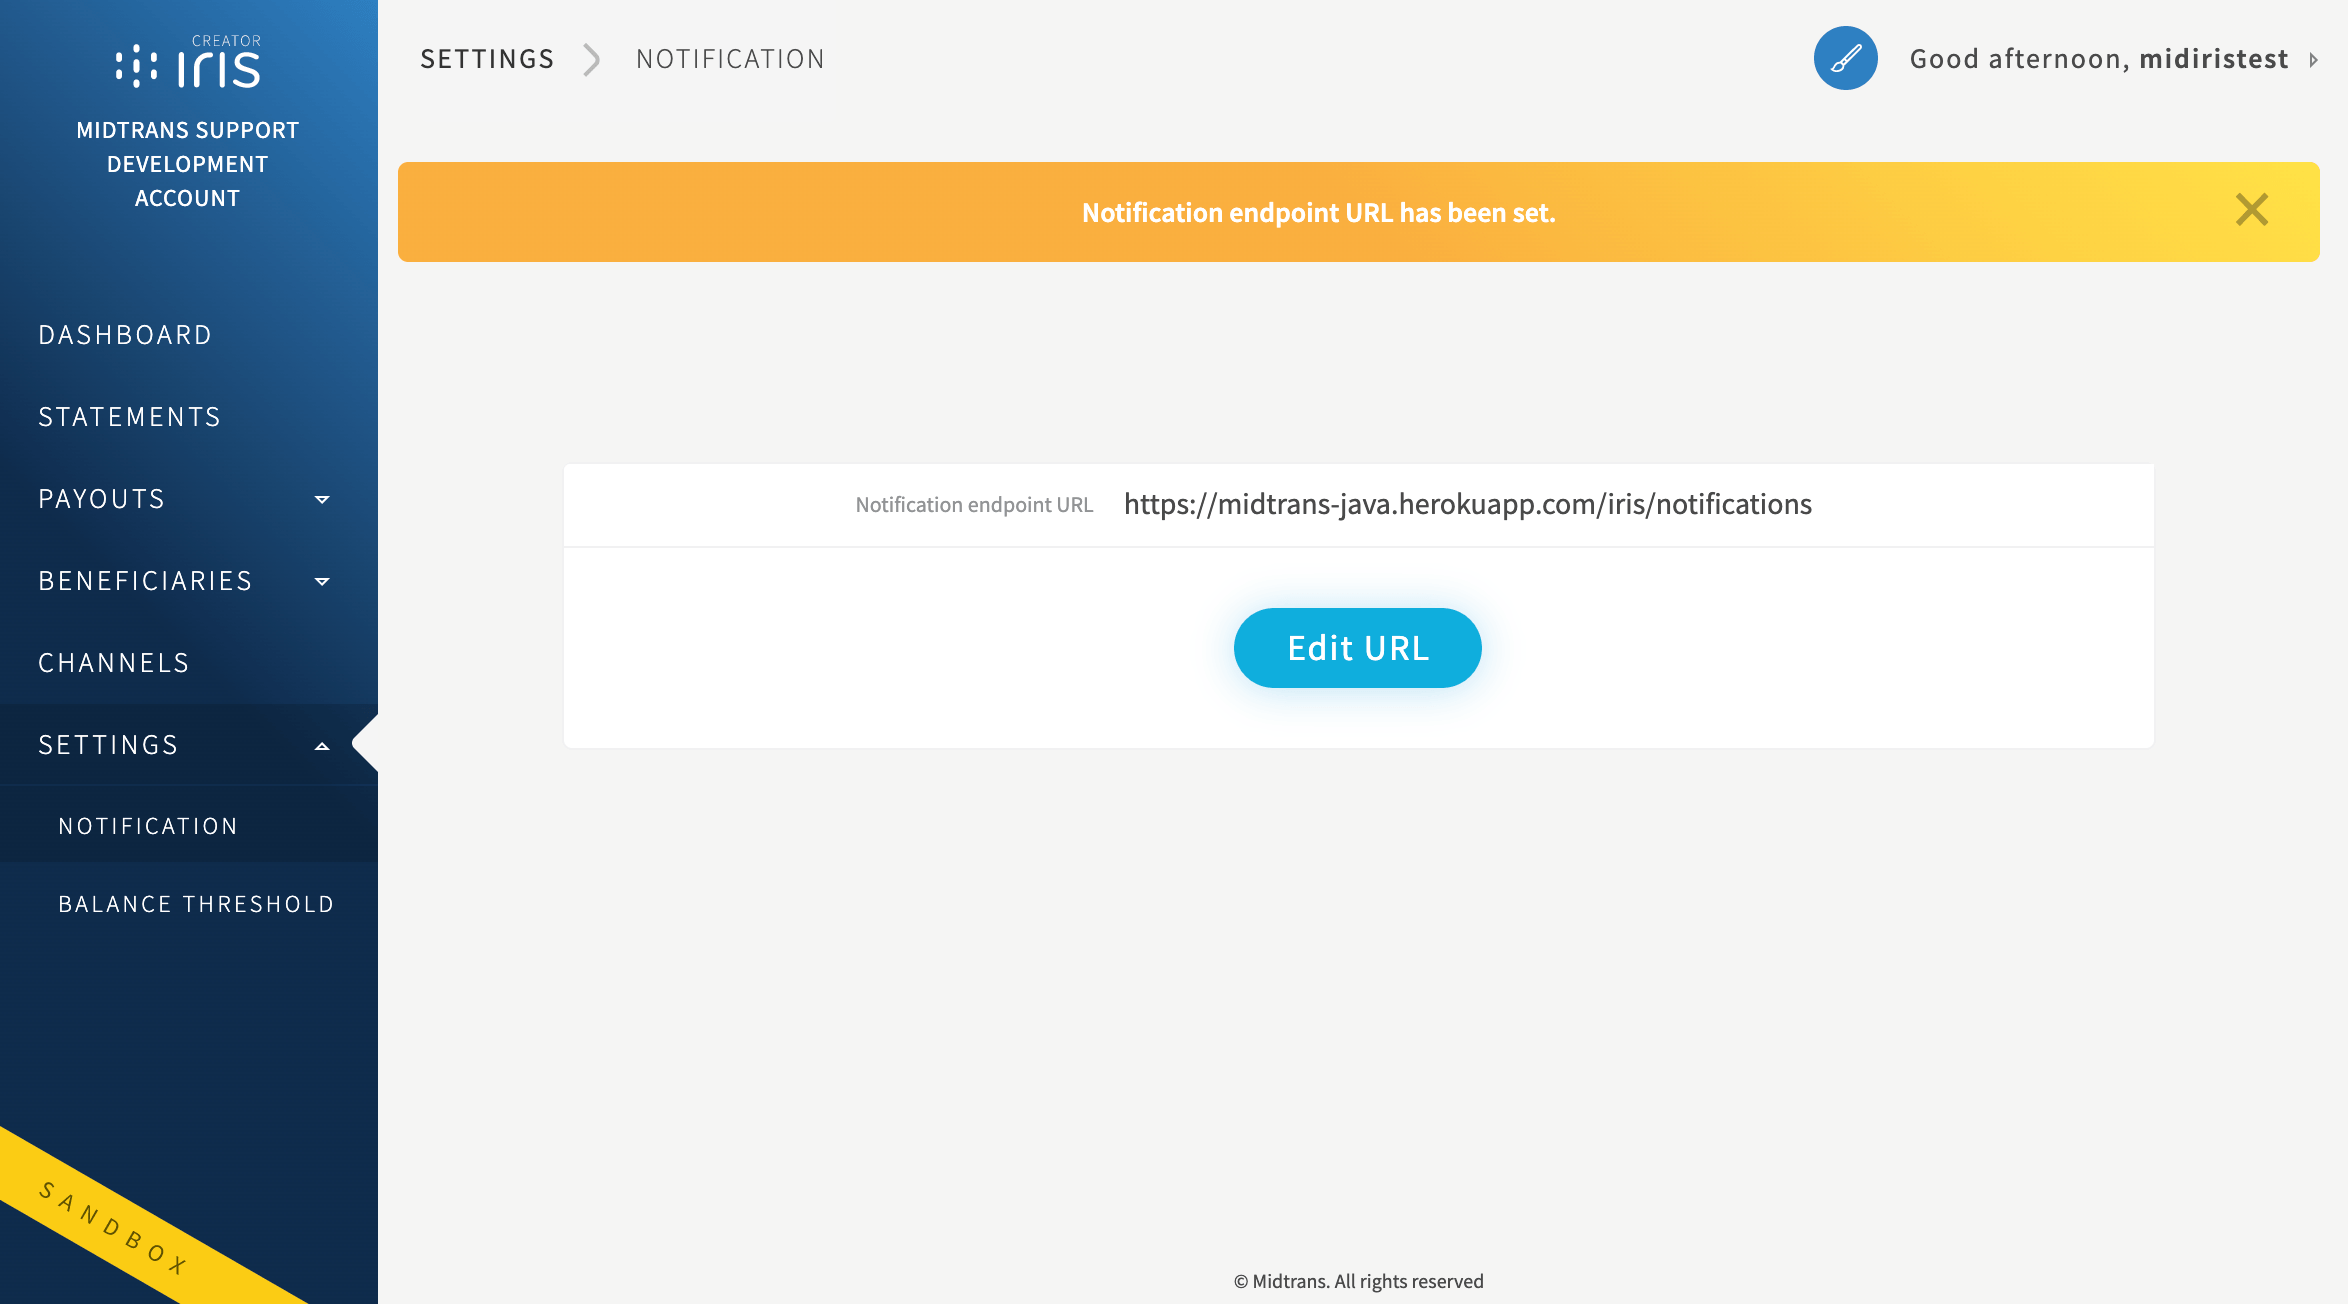 CREATOR
iris
MIDTRANS SUPPORT
DEVELOPMENT
ACCOUNT
DASHBOARD
STATEMENTS
PAYOUTS
BENEFICIARIES
CHANNELS
SETTINGS
NOTIFICATION
BALANCE THRESHOLD
SANDBOX
SETTINGS NOTIFICATION
Good afternoon, midiristest
Notification endpoint URL has been set.
Notification endpoint URL https://midtrans-java.herokuapp.com/iris/notifications
Edit URL
© Midtrans. All rights reserved